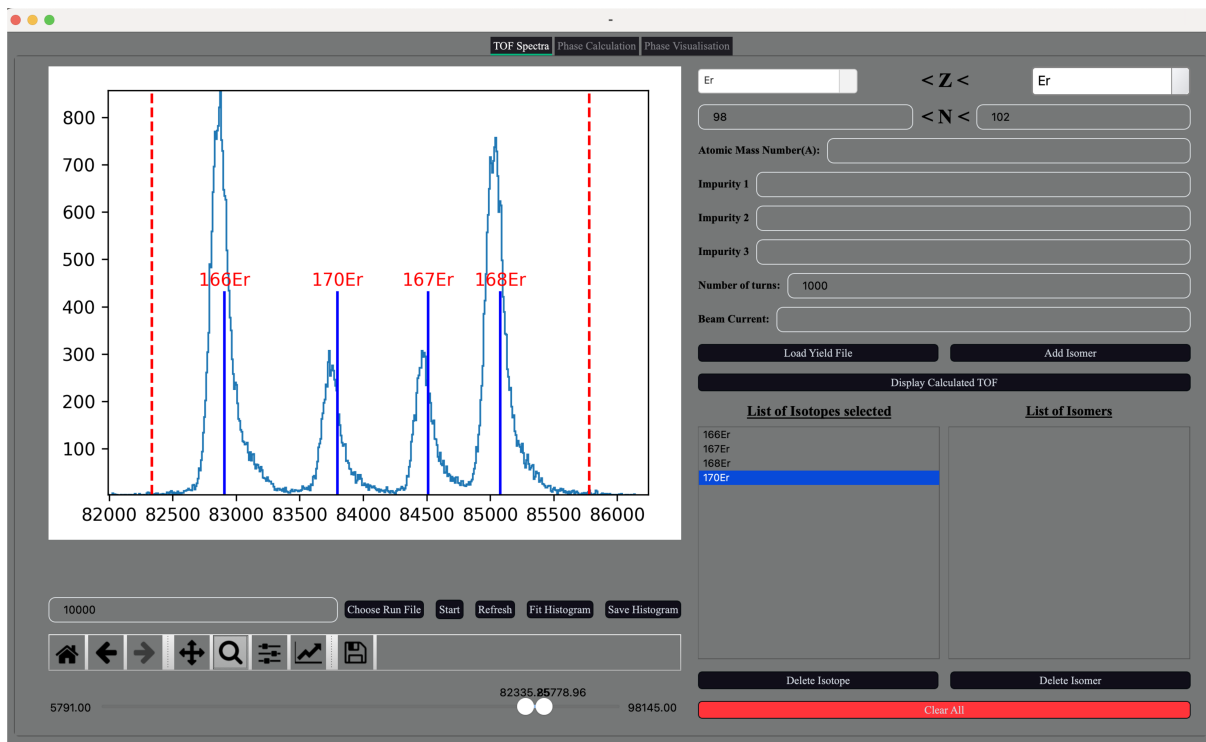 -
TOF Spectra Phase Calculation Phase Visualisation
800
700
600
500
400
300
200
100
166Er 170Er 167Er 168Er
82000 82500 83000 83500 84000 84500 85000 85500 86000
Er < Z < Er
98 < N < 102
Atomic Mass Number(A):
Impurity 1
Impurity 2
Impurity 3
Number of turns: 1000
Beam Current:
Load Yield File Add Isomer
Display Calculated TOF
List of Isotopes selected List of Isomers
166Er
167Er
168Er
170Er
10000 Choose Run File Start Refresh Fit Histogram Save Histogram
5791.00 98145.00
Delete Isotope Delete Isomer
Clear All